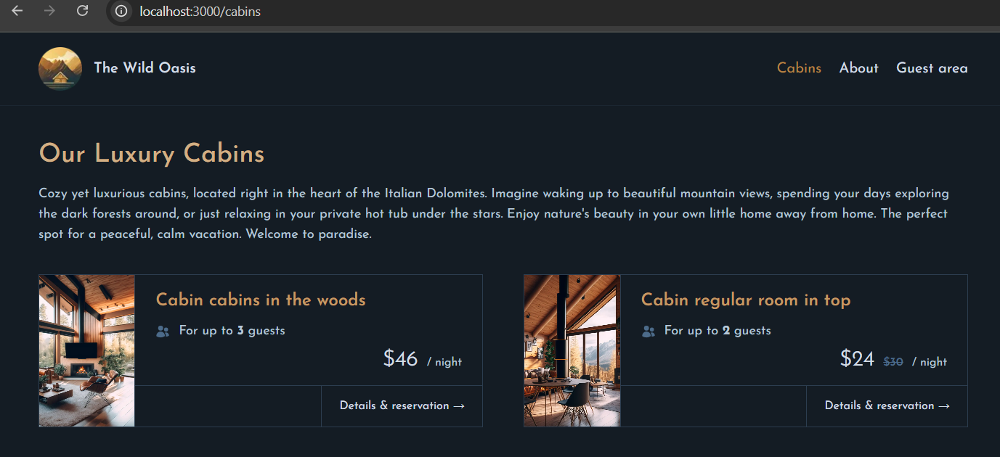 localhost:3000/cabins
The Wild Oasis
Cabins About Guest area
Our Luxury Cabins
Cozy yet luxurious cabins, located right in the heart of the Italian Dolomites. Imagine waking up to beautiful mountain views, spending your days exploring
the dark forests around, or just relaxing in your private hot tub under the stars. Enjoy nature's beauty in your own little home away from home. The perfect
spot for a peaceful, calm vacation. Welcome to paradise.
Cabin cabins in the woods
For up to 3 guests
$46 / night
Details & reservation →
Cabin regular room in top
For up to 2 guests
$24 $30 / night
Details & reservation →